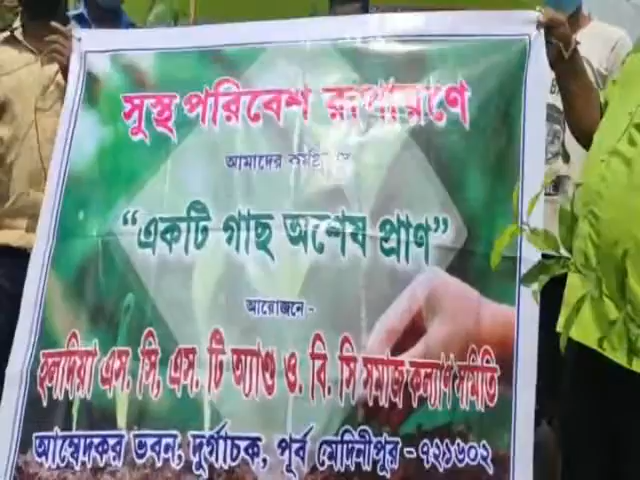 সুস্থ পরিবেশ রূপায়ণে
আমাদের
“একটি গাছ অশেষ প্রাণ”
আয়োজনে -
হলদিয়া এস. সি, এস. টি অ্যাণ্ড ও. বি. সি সমাজ কল্যাণ সমিতি
আম্বেদকর ভবন, দুর্গাচক, পূর্ব মেদিনীপুর - ৭২১৬০২